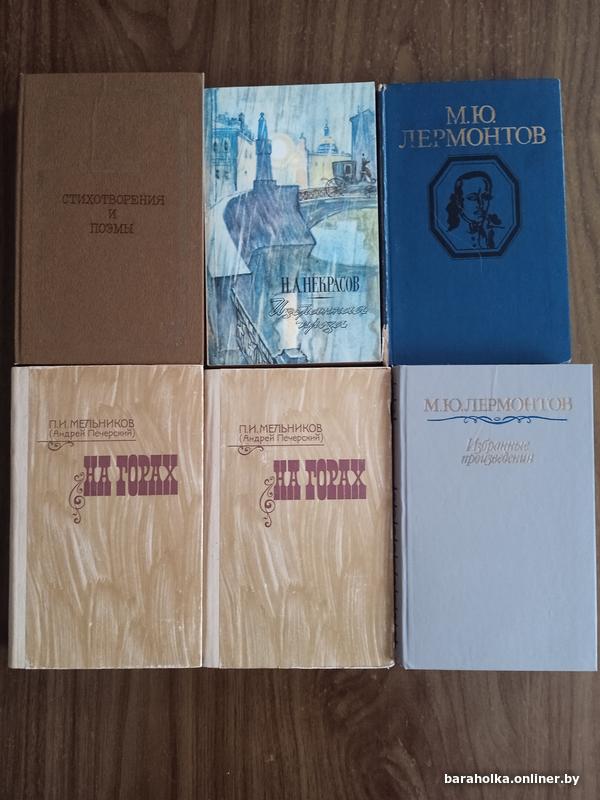 СТИХОТВОРЕНИЯ
И
ПОЭМЫ
Н.А.НЕКРАСОВ
Избранная
проза
М.Ю.
ЛЕРМОНТОВ
П.И.МЕЛЬНИКОВ
(Андрей Печерский)
НА ГОРАХ
П.И.МЕЛЬНИКОВ
(Андрей Печерский)
НА ГОРАХ
М.Ю.ЛЕРМОНТОВ
Избранные
произведения
baraholka.onliner.by